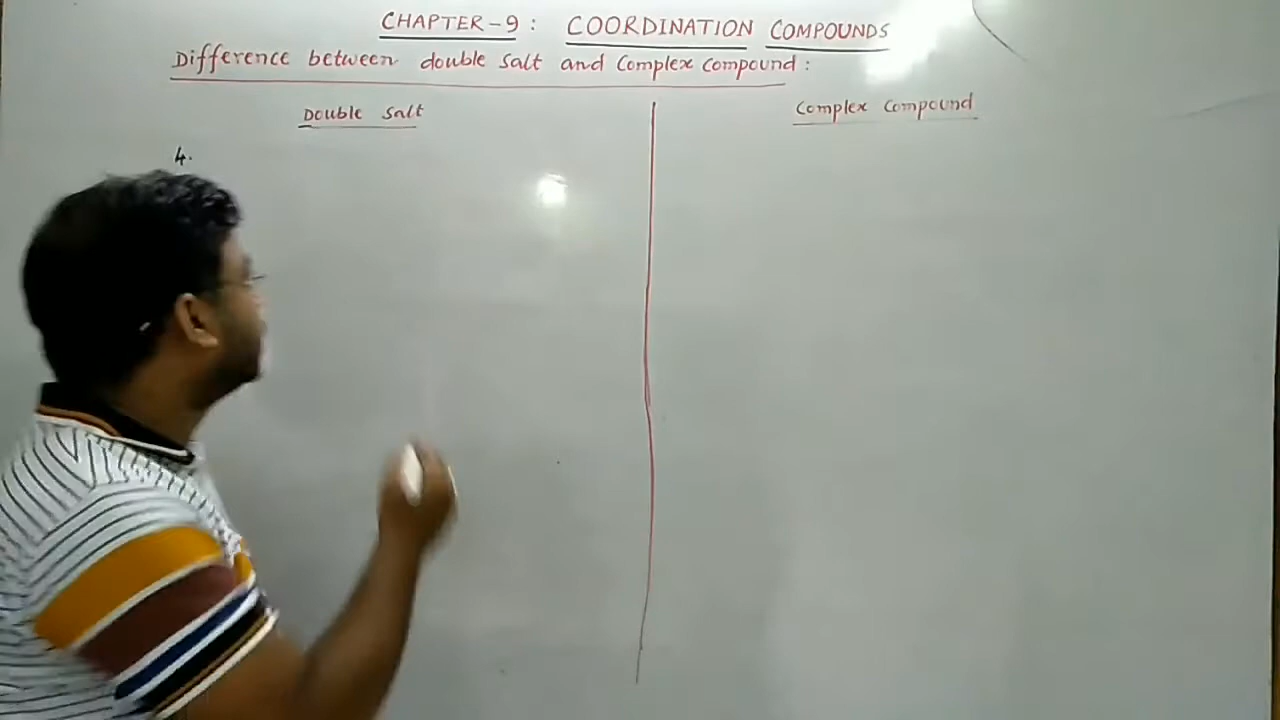 CHAPTER-9: COORDINATION COMPOUNDS
Difference between double salt and Complex Compound:
Double Salt
Complex Compound
4.